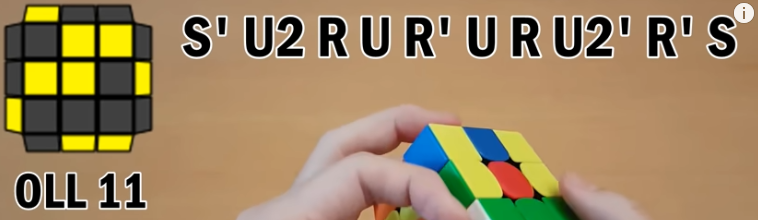 S' U2 R U R' U R U2' R' S
OLL 11